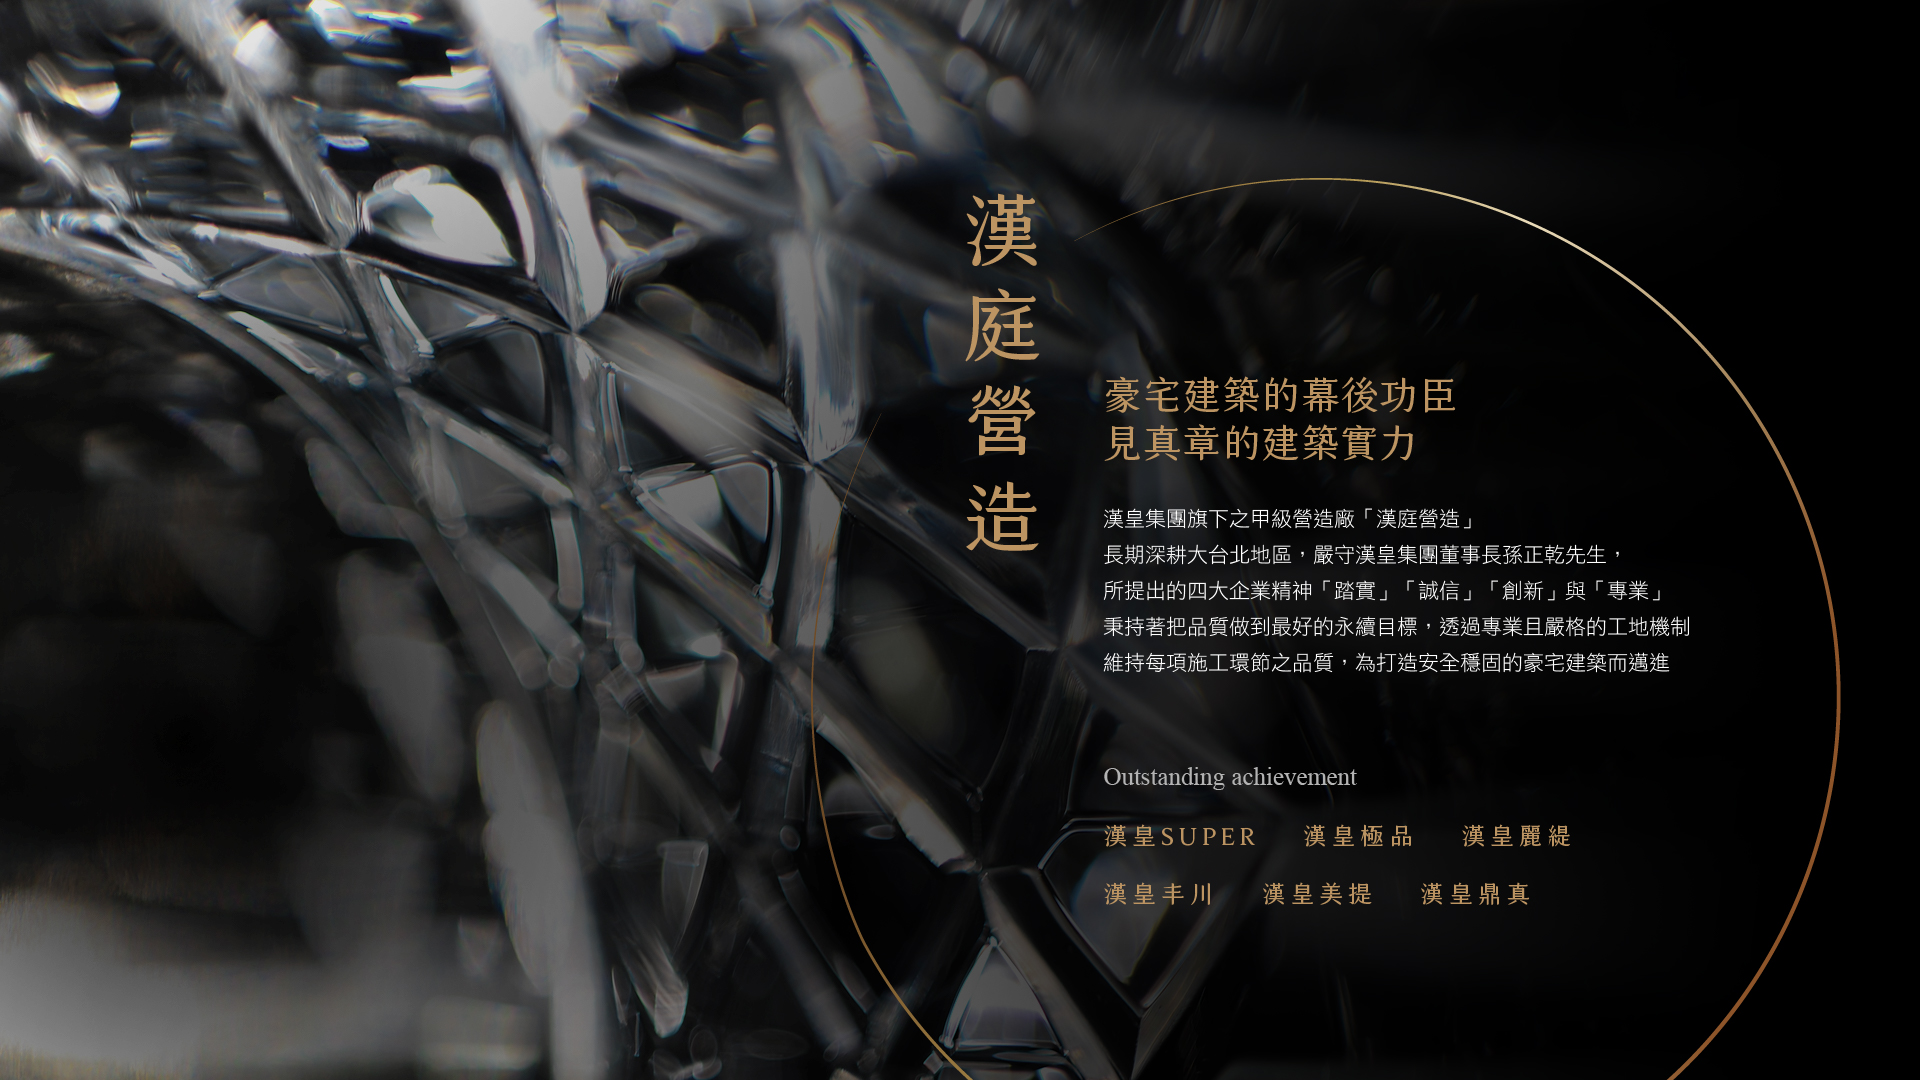 漢庭營造
豪宅建築的幕後功臣
見真章的建築實力
漢皇集團旗下之甲級營造廠「漢庭營造」
長期深耕大台北地區，嚴守漢皇集團董事長孫正乾先生，
所提出的四大企業精神「踏實」「誠信」「創新」與「專業」
秉持著把品質做到最好的永續目標，透過專業且嚴格的工地機制
維持每項施工環節之品質，為打造安全穩固的豪宅建築而邁進
Outstanding achievement
漢皇SUPER 漢皇極品 漢皇麗緹
漢皇丰川 漢皇美提 漢皇鼎真